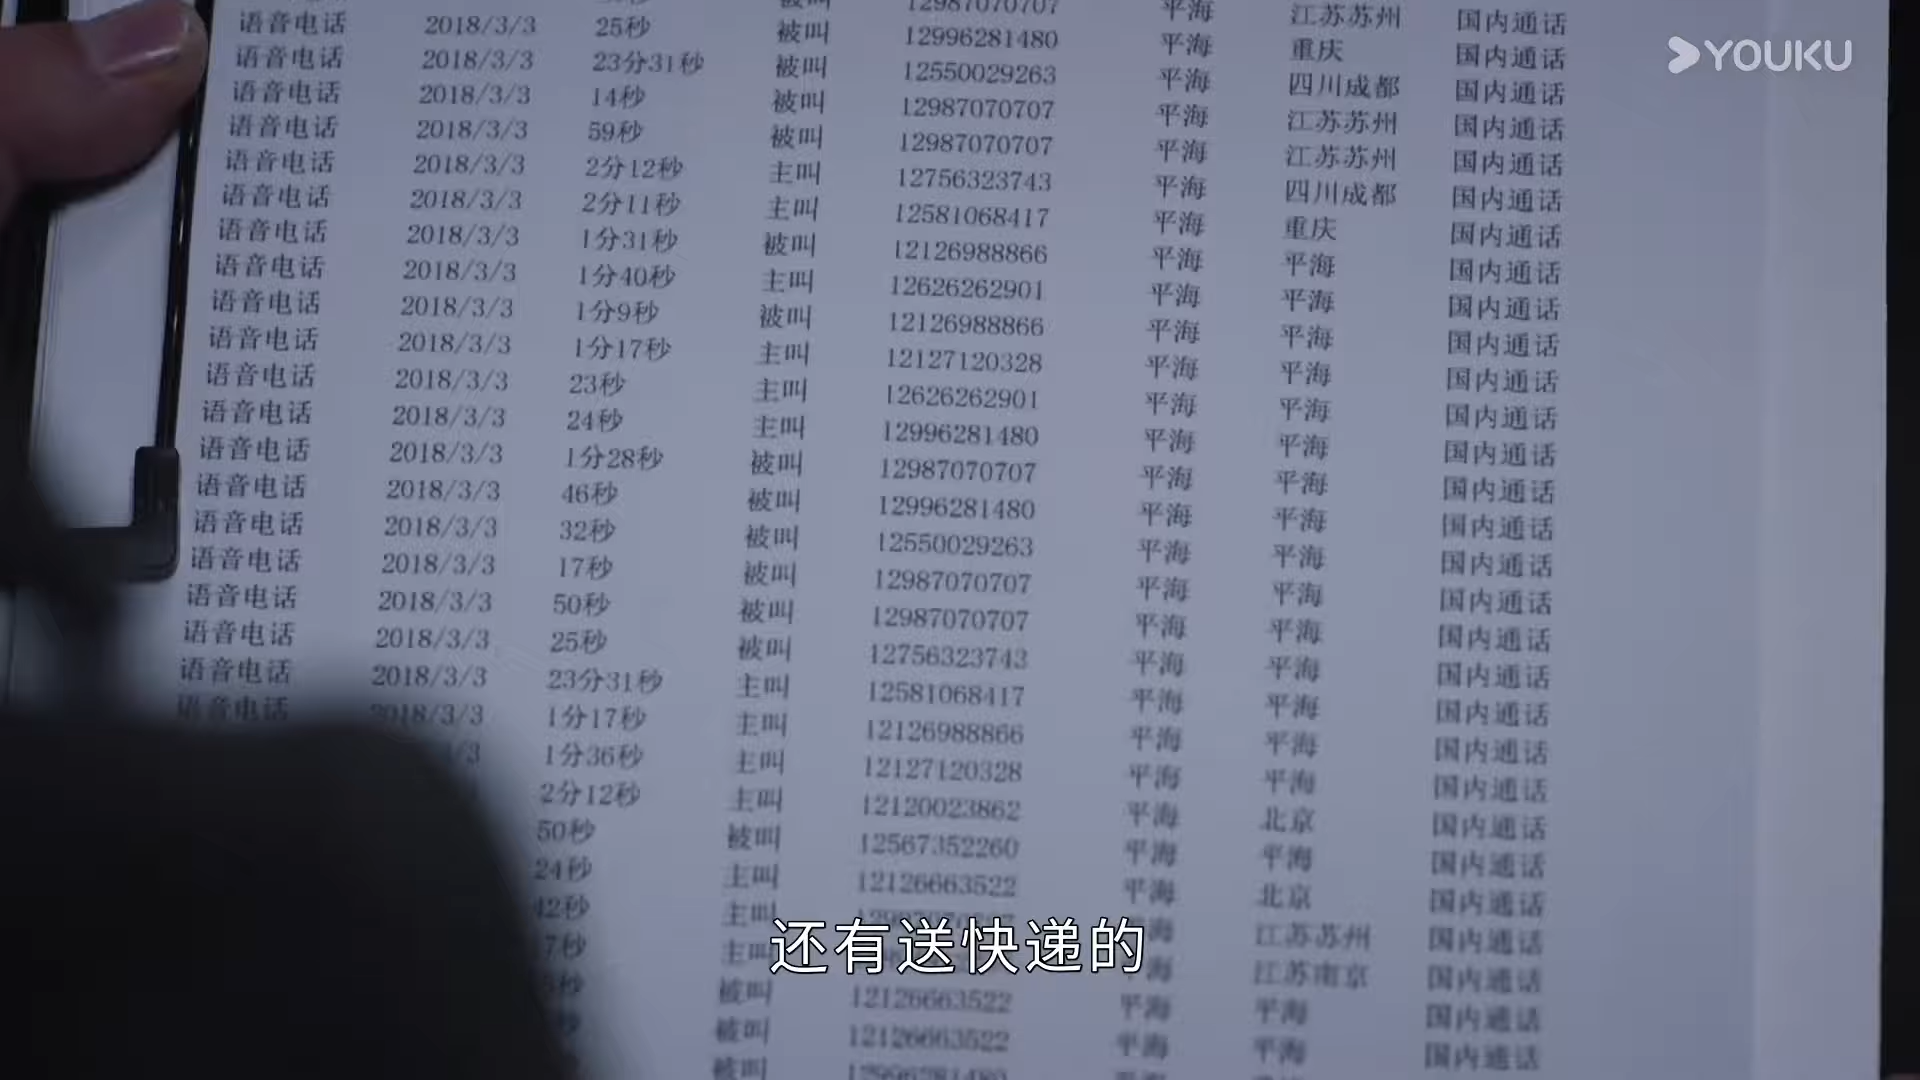 被叫 12987070707 平海 江苏苏州 国内通话
语音电话 2018/3/3 25秒 被叫 12996281480 平海 重庆 国内通话
语音电话 2018/3/3 23分31秒 被叫 12550029263 平海 四川成都 国内通话
语音电话 2018/3/3 14秒 被叫 12987070707 平海 江苏苏州 国内通话
语音电话 2018/3/3 59秒 被叫 12987070707 平海 江苏苏州 国内通话
语音电话 2018/3/3 2分12秒 主叫 12756323743 平海 四川成都 国内通话
语音电话 2018/3/3 2分11秒 主叫 12581068417 平海 重庆 国内通话
语音电话 2018/3/3 1分31秒 被叫 12126988866 平海 平海 国内通话
语音电话 2018/3/3 1分40秒 主叫 12626262901 平海 平海 国内通话
语音电话 2018/3/3 1分9秒 被叫 12126988866 平海 平海 国内通话
语音电话 2018/3/3 1分17秒 主叫 12127120328 平海 平海 国内通话
语音电话 2018/3/3 23秒 主叫 12626262901 平海 平海 国内通话
语音电话 2018/3/3 24秒 主叫 12996281480 平海 平海 国内通话
语音电话 2018/3/3 1分28秒 被叫 12987070707 平海 平海 国内通话
语音电话 2018/3/3 46秒 被叫 12996281480 平海 平海 国内通话
语音电话 2018/3/3 32秒 被叫 12550029263 平海 平海 国内通话
语音电话 2018/3/3 17秒 被叫 12987070707 平海 平海 国内通话
语音电话 2018/3/3 50秒 被叫 12987070707 平海 平海 国内通话
语音电话 2018/3/3 25秒 被叫 12756323743 平海 平海 国内通话
语音电话 2018/3/3 23分31秒 主叫 12581068417 平海 平海 国内通话
语音电话 2018/3/3 1分17秒 主叫 12126988866 平海 平海 国内通话
1分36秒 主叫 12127120328 平海 平海 国内通话
2分12秒 主叫 12120023862 平海 北京 国内通话
50秒 被叫 12567352260 平海 平海 国内通话
24秒 主叫 12126663522 平海 北京 国内通话
42秒 主叫 江苏苏州 国内通话
7秒 主叫 江苏南京 国内通话
被叫 12126663522 平海 平海 国内通话
被叫 12126663522 平海 平海 国内通话
被叫
YOUKU
还有送快递的